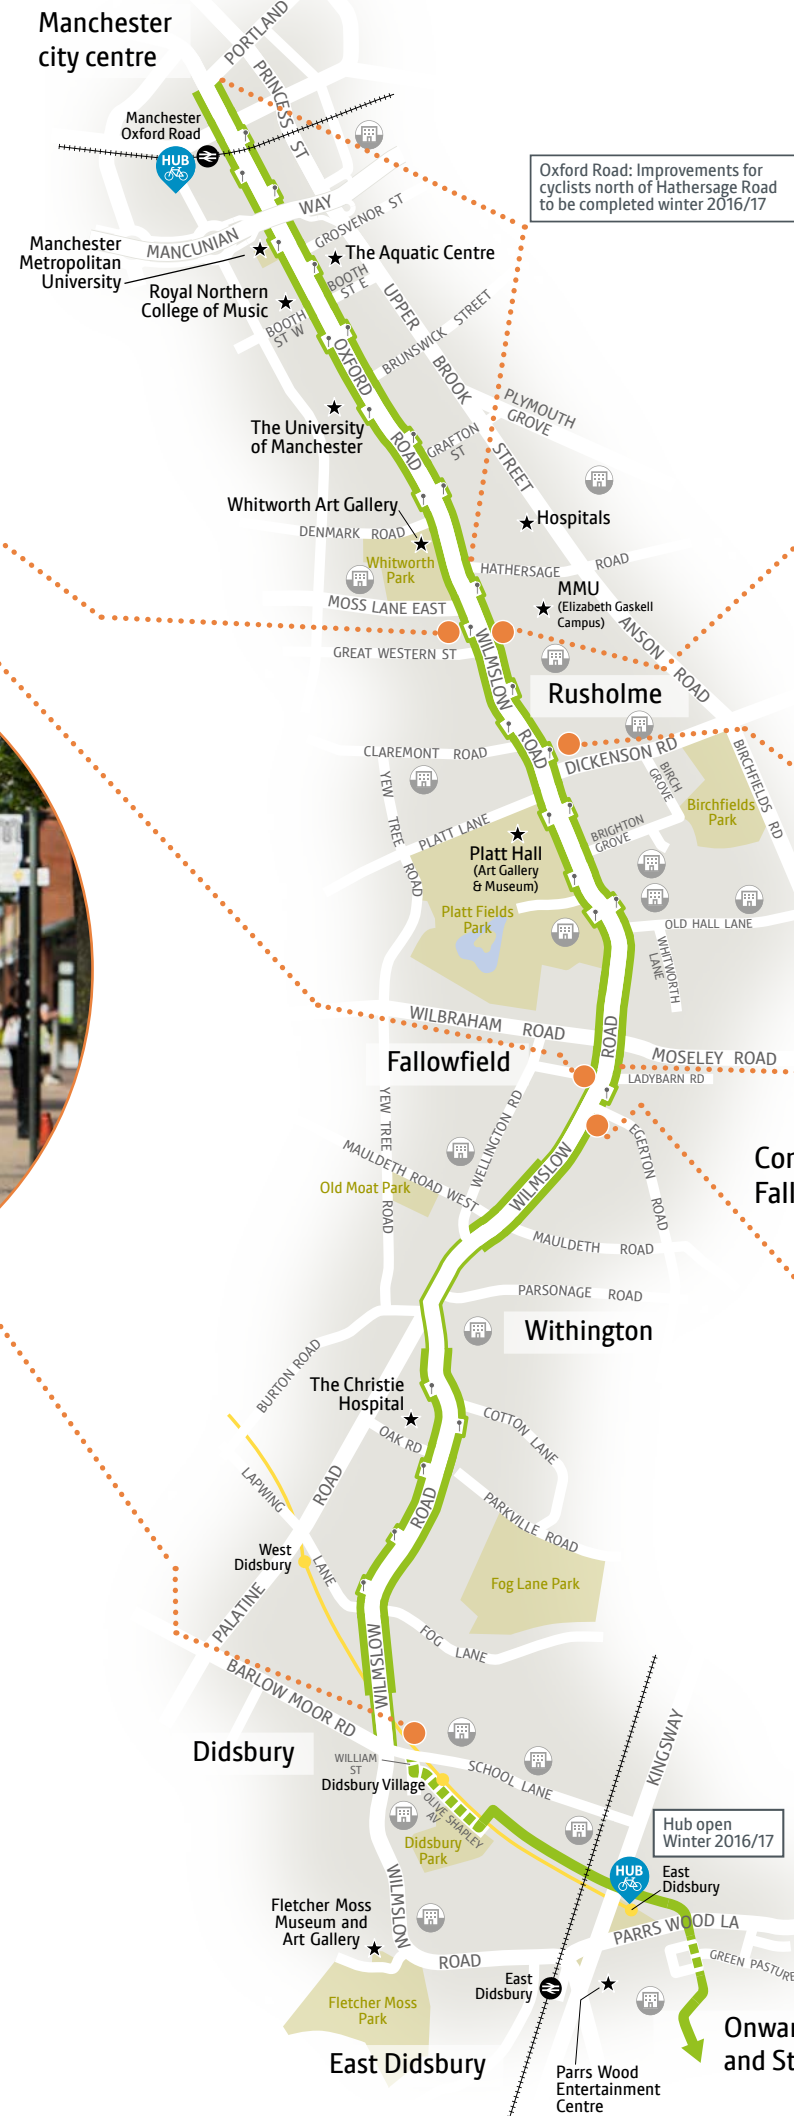 Manchester
city centre
PORTLAND
PRINCESS ST
Manchester
Oxford Road
HUB
Oxford Road: Improvements for
cyclists north of Hathersage Road
to be completed winter 2016/17
MANCUNIAN WAY
GROSVENOR ST
Manchester
Metropolitan
University
The Aquatic Centre
Royal Northern
College of Music
BOOTH
ST E
BOOTH
ST W
UPPER BROOK STREET
BRUNSWICK STREET
OXFORD ROAD
PLYMOUTH
GROVE
The University
of Manchester
GRAFTON
ST
Whitworth Art Gallery
Hospitals
DENMARK ROAD
Whitworth
Park
HATHERSAGE ROAD
MMU
(Elizabeth Gaskell
Campus)
MOSS LANE EAST
ANSON ROAD
GREAT WESTERN ST
WILMSLOW ROAD
Rusholme
CLAREMONT ROAD
DICKENSON RD
BIRCH
GROVE
BIRCHFIELDS RD
YEW TREE ROAD
Birchfields
Park
PLATT LANE
BRIGHTON
GROVE
Platt Hall
(Art Gallery
& Museum)
Platt Fields
Park
OLD HALL LANE
WHITWORTH
LANE
WILBRAHAM ROAD
ROAD
MOSELEY ROAD
Fallowfield
LADYBARN RD
YEW TREE ROAD
WELLINGTON RD
EGERTON ROAD
MAULDETH ROAD WEST
WILMSLOW
Con
Fall
Old Moat Park
MAULDETH ROAD
PARSONAGE ROAD
Withington
BURTON ROAD
The Christie
Hospital
COTTON LANE
OAK RD
LAPWING LANE
ROAD
ROAD
PARKVILLE ROAD
West
Didsbury
Fog Lane Park
PALATINE
FOG LANE
WILMSLOW
BARLOW MOOR RD
KINGSWAY
Didsbury
WILLIAM
ST
Didsbury Village
SCHOOL LANE
OLIVE SHAPLEY
AV
Didsbury
Park
Hub open
Winter 2016/17
HUB
East
Didsbury
WILMSLOW
Fletcher Moss
Museum and
Art Gallery
PARRS WOOD LA
ROAD
GREEN PASTURE
East
Didsbury
Fletcher Moss
Park
Onwar
and St
East Didsbury
Parrs Wood
Entertainment
Centre